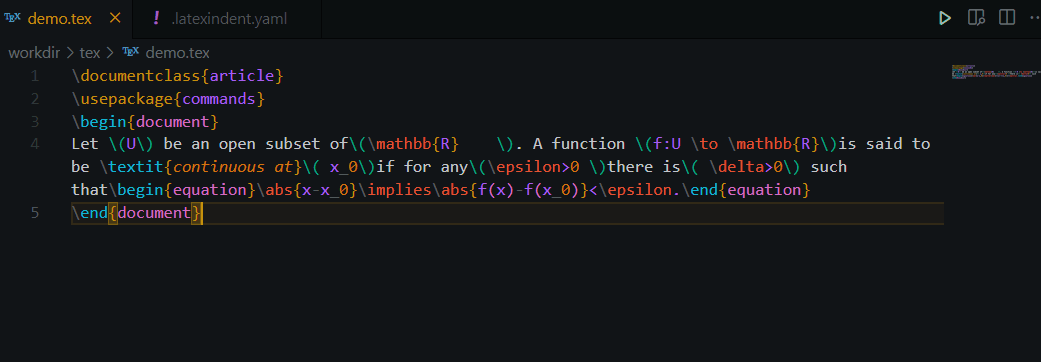 TEX demo.tex × ! .latexindent.yaml
workdir > tex > TEX demo.tex
1 \documentclass{article}
2 \usepackage{commands}
3 \begin{document}
4 Let \(U\) be an open subset of\(\mathbb{R}    \). A function \(f:U \to \mathbb{R}\)is said to
be \textit{continuous at}\( x_0\)if for any\(\epsilon>0 \)there is\( \delta>0\) such
that\begin{equation}\abs{x-x_0}\implies\abs{f(x)-f(x_0)}<\epsilon.\end{equation}
5 \end{document}